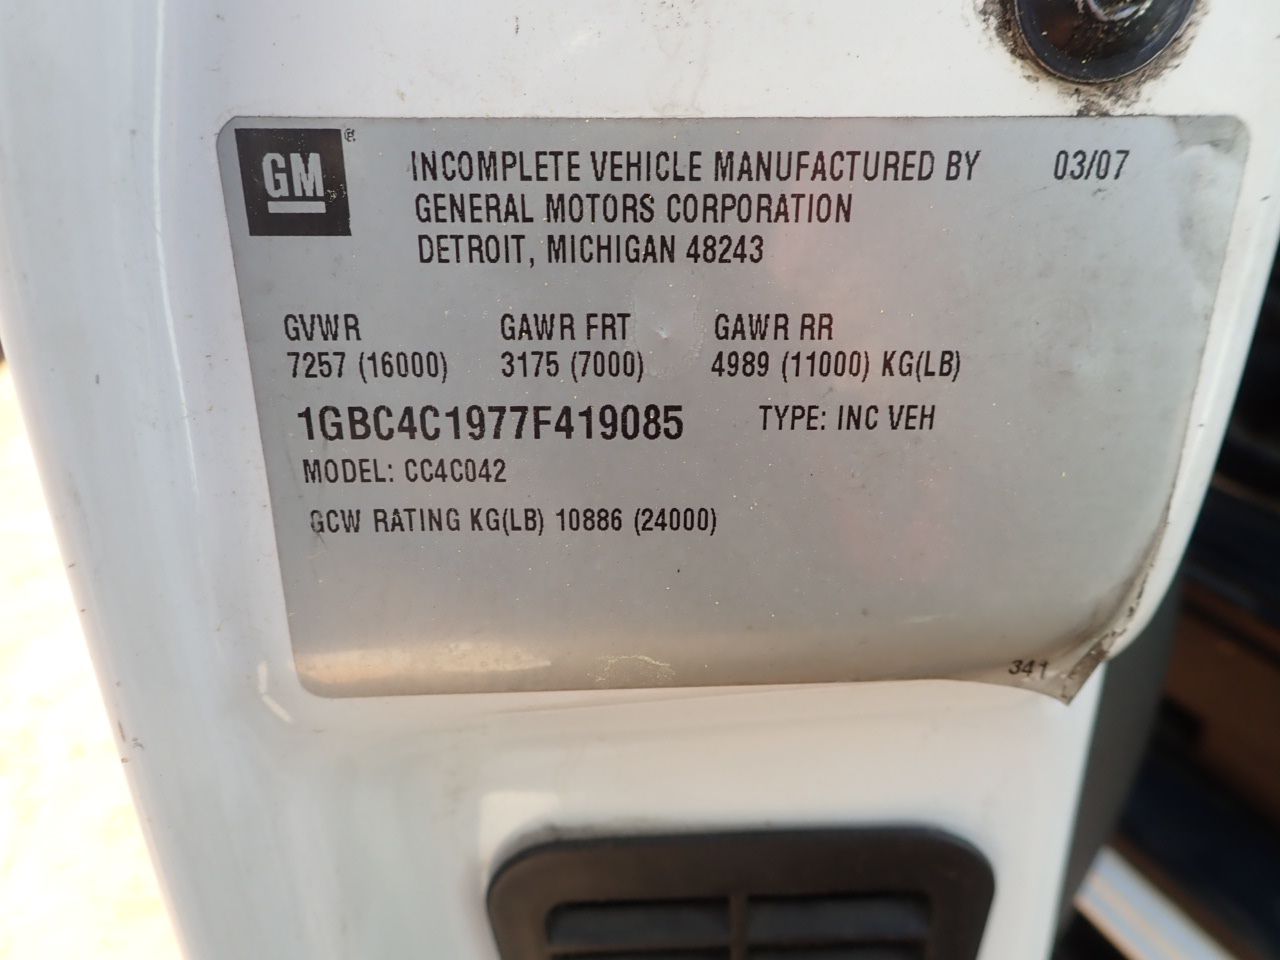 GM®
INCOMPLETE VEHICLE MANUFACTURED BY 03/07
GENERAL MOTORS CORPORATION
DETROIT, MICHIGAN 48243
GVWR GAWR FRT GAWR RR
7257 (16000) 3175 (7000) 4989 (11000) KG(LB)
1GBC4C1977F419085 TYPE: INC VEH
MODEL: CC4C042
GCW RATING KG(LB) 10886 (24000)
341